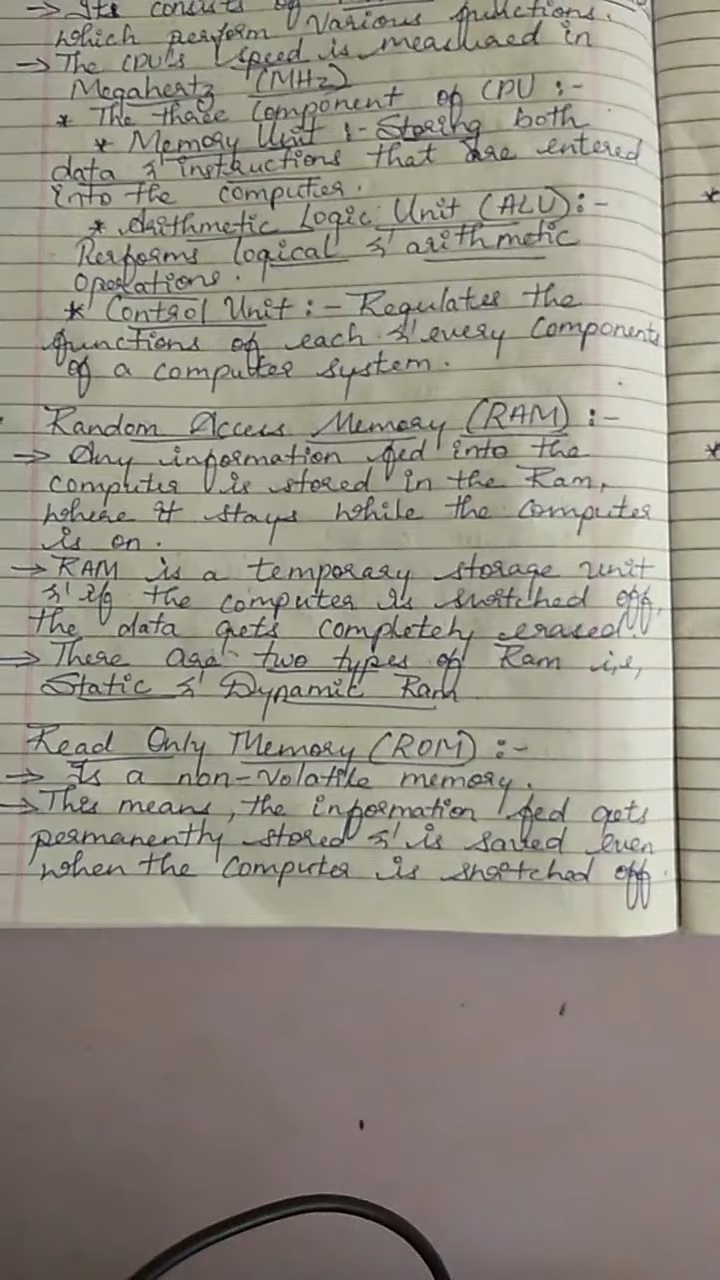 → Its consists of various functions.
which perform
→ The CPU's speed is measured in
Megahertz (MHz)
* The three Component of CPU :-
* Memory Unit :- Storing both
data & instructions that are entered
into the computer.
* Arithmetic Logic Unit (ALU) :-
Performs logical & arithmetic
Operations.
* Control Unit :- Regulates the
functions of each & every Components
of a computer system.
Random Access Memory (RAM) :-
→ Any information fed into the
Computer is stored in the Ram,
where it stays while the computer
is on.
→ RAM is a temporary storage unit
& if the computer is switched off,
the data gets completely erased.
→ There are two types of Ram i,e,
Static & Dynamic Ram
Read Only Memory (ROM) :-
→ Is a non-Volatile memory.
→ This means, the information fed gets
permanently stored & is saved even
when the Computer is switched off.
*
*